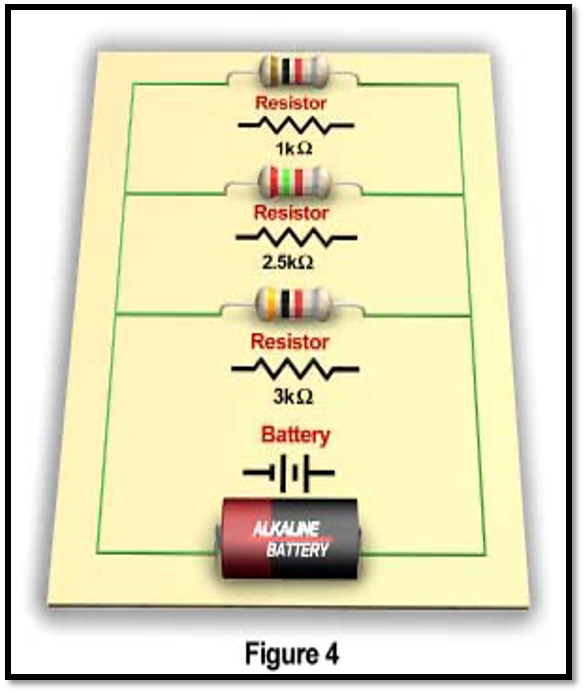 Resistor
1kΩ
Resistor
2.5kΩ
Resistor
3kΩ
Battery
ALKALINE
BATTERY
Figure 4